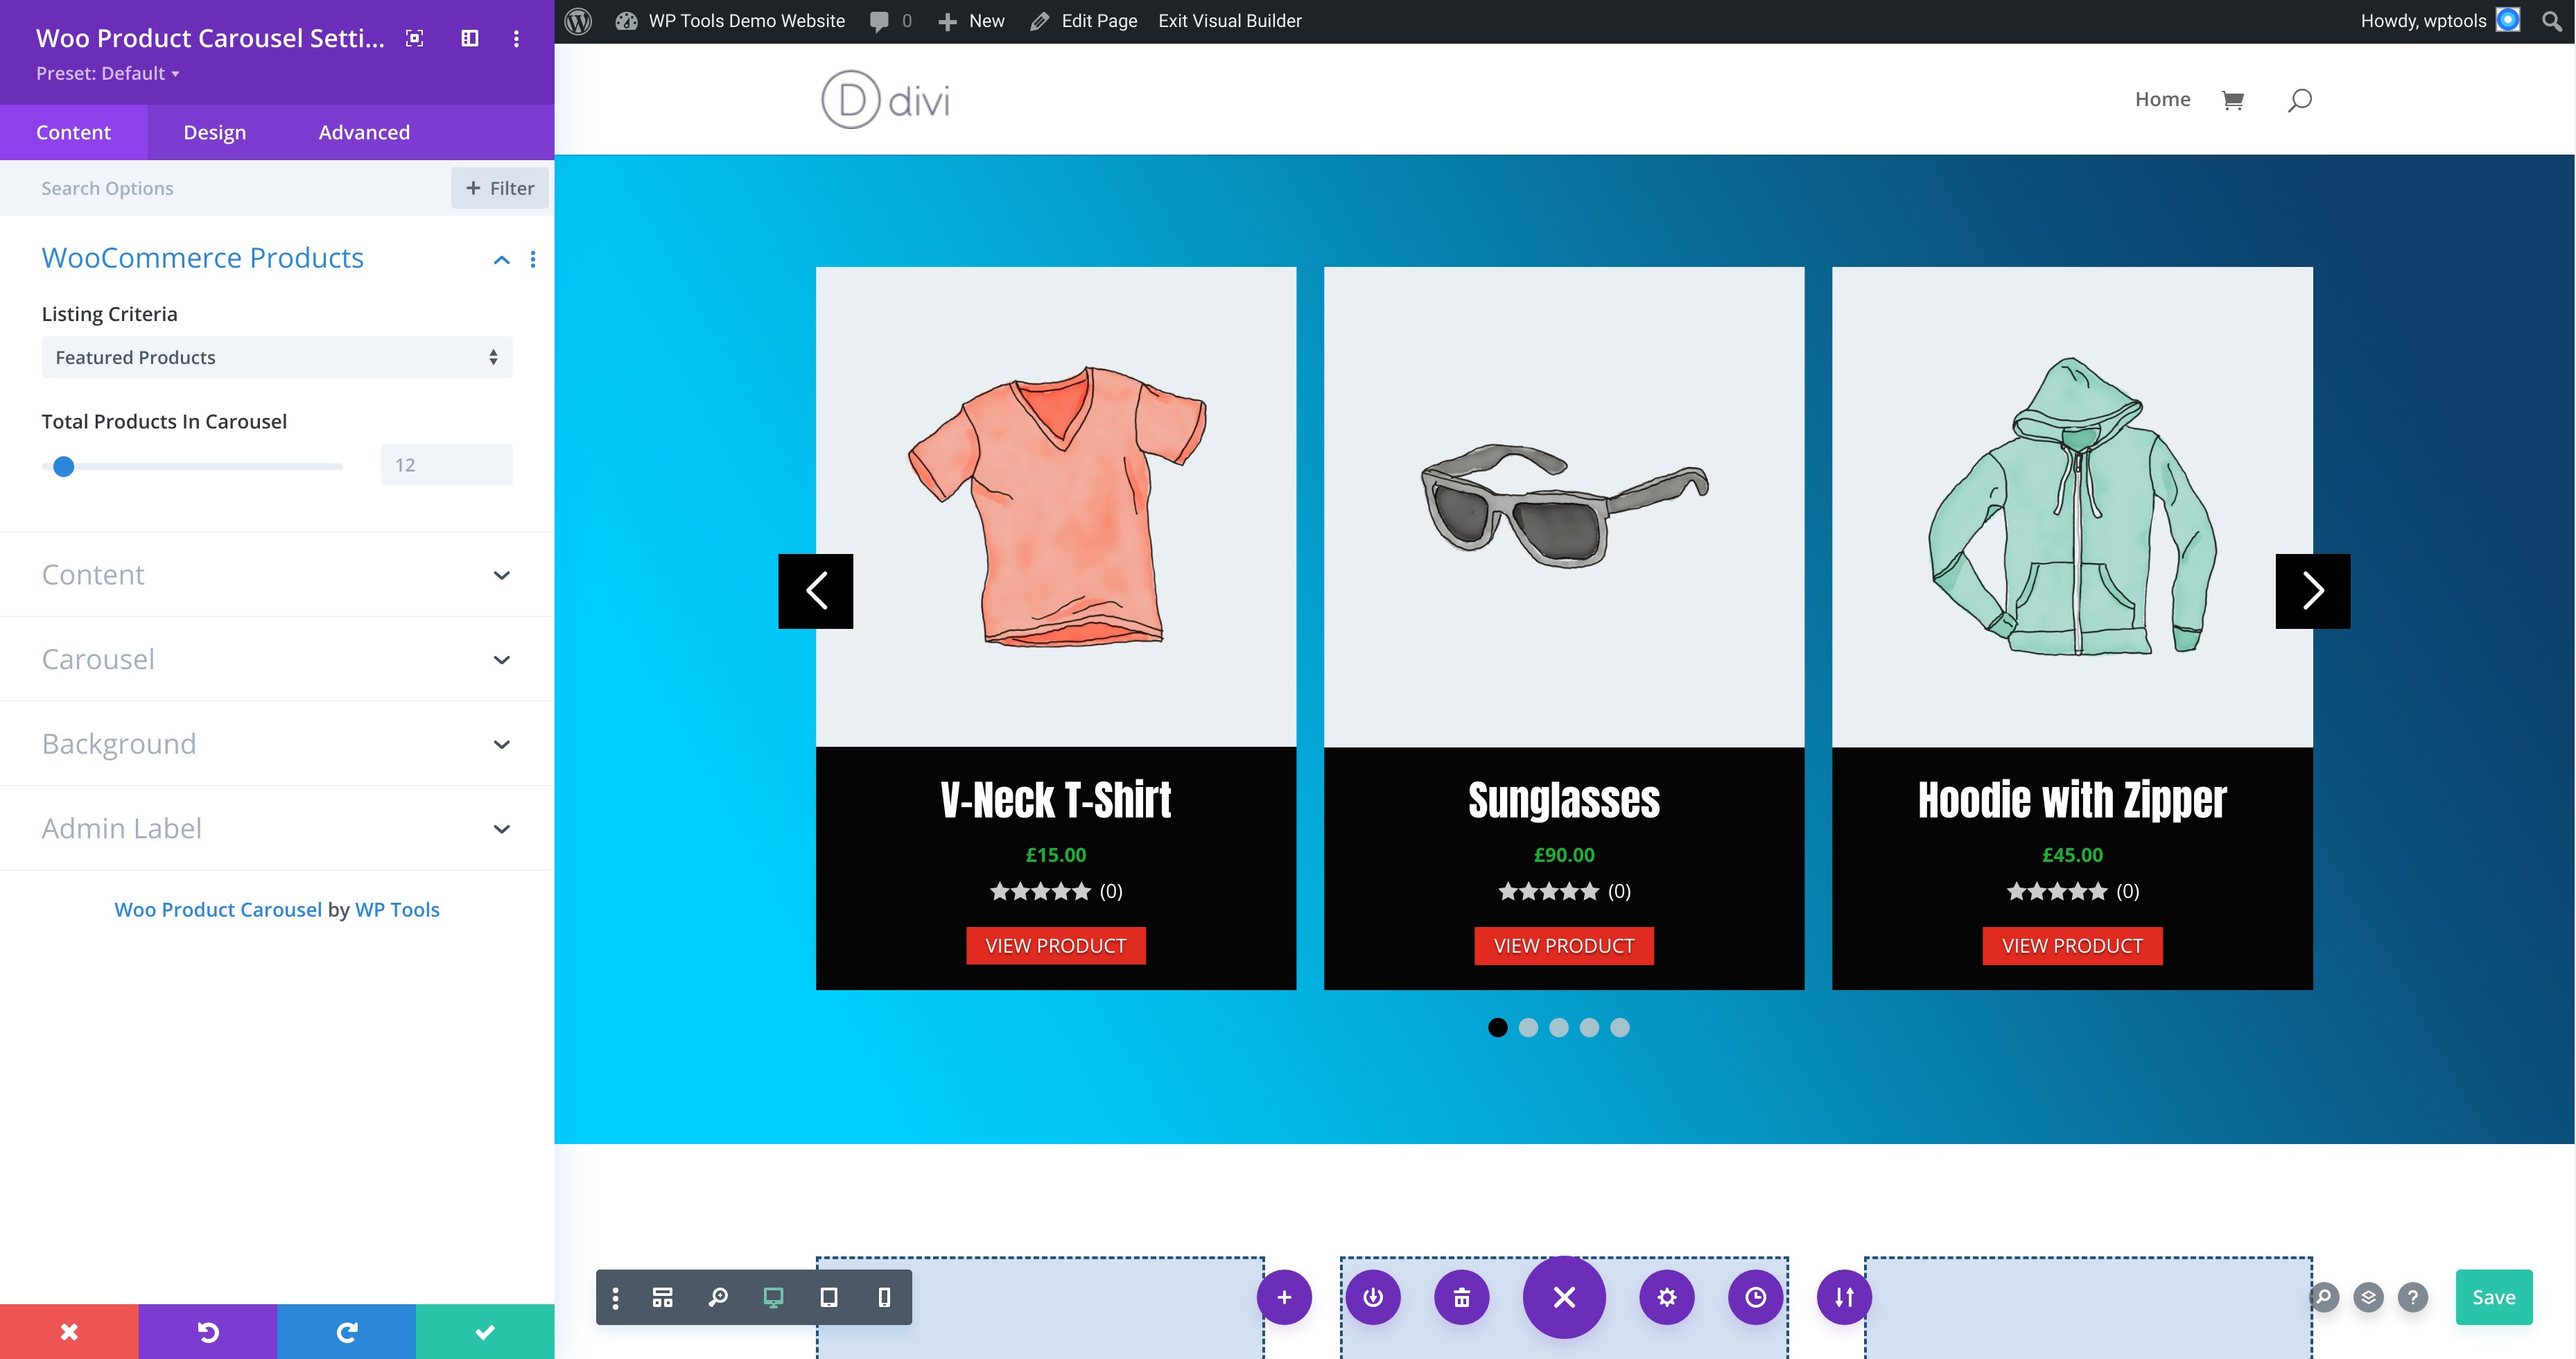 Woo Product Carousel Setti...
Preset: Default
Content
Design
Advanced
Search Options
+ Filter
WooCommerce Products
Listing Criteria
Featured Products
Total Products In Carousel
12
Content
Carousel
Background
Admin Label
Woo Product Carousel by WP Tools
WP Tools Demo Website
0
New
Edit Page
Exit Visual Builder
Howdy, wptools
D divi
Home
V-Neck T-Shirt
£15.00
(0)
VIEW PRODUCT
Sunglasses
£90.00
(0)
VIEW PRODUCT
Hoodie with Zipper
£45.00
(0)
VIEW PRODUCT
?
Save